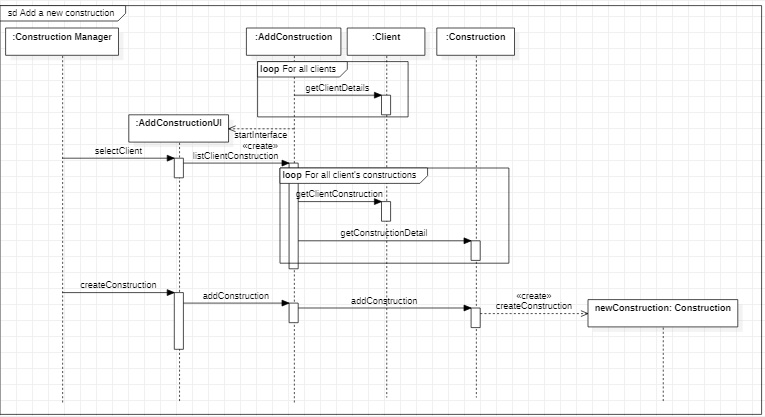 sd Add a new construction
:Construction Manager
:AddConstruction
:Client
:Construction
loop For all clients
getClientDetails
:AddConstructionUI
startInterface
«create»
selectClient
listClientConstruction
loop For all client's constructions
getClientConstruction
getConstructionDetail
createConstruction
addConstruction
addConstruction
«create»
createConstruction
newConstruction: Construction